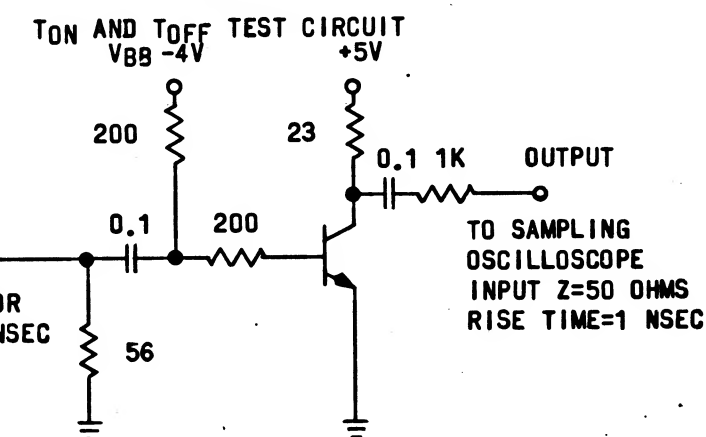 TON AND TOFF TEST CIRCUIT
VBB -4V
+5V
200
23
0.1 1K
OUTPUT
0.1
200
TO SAMPLING
OSCILLOSCOPE
INPUT Z=50 OHMS
RISE TIME=1 NSEC
OR
NSEC
56